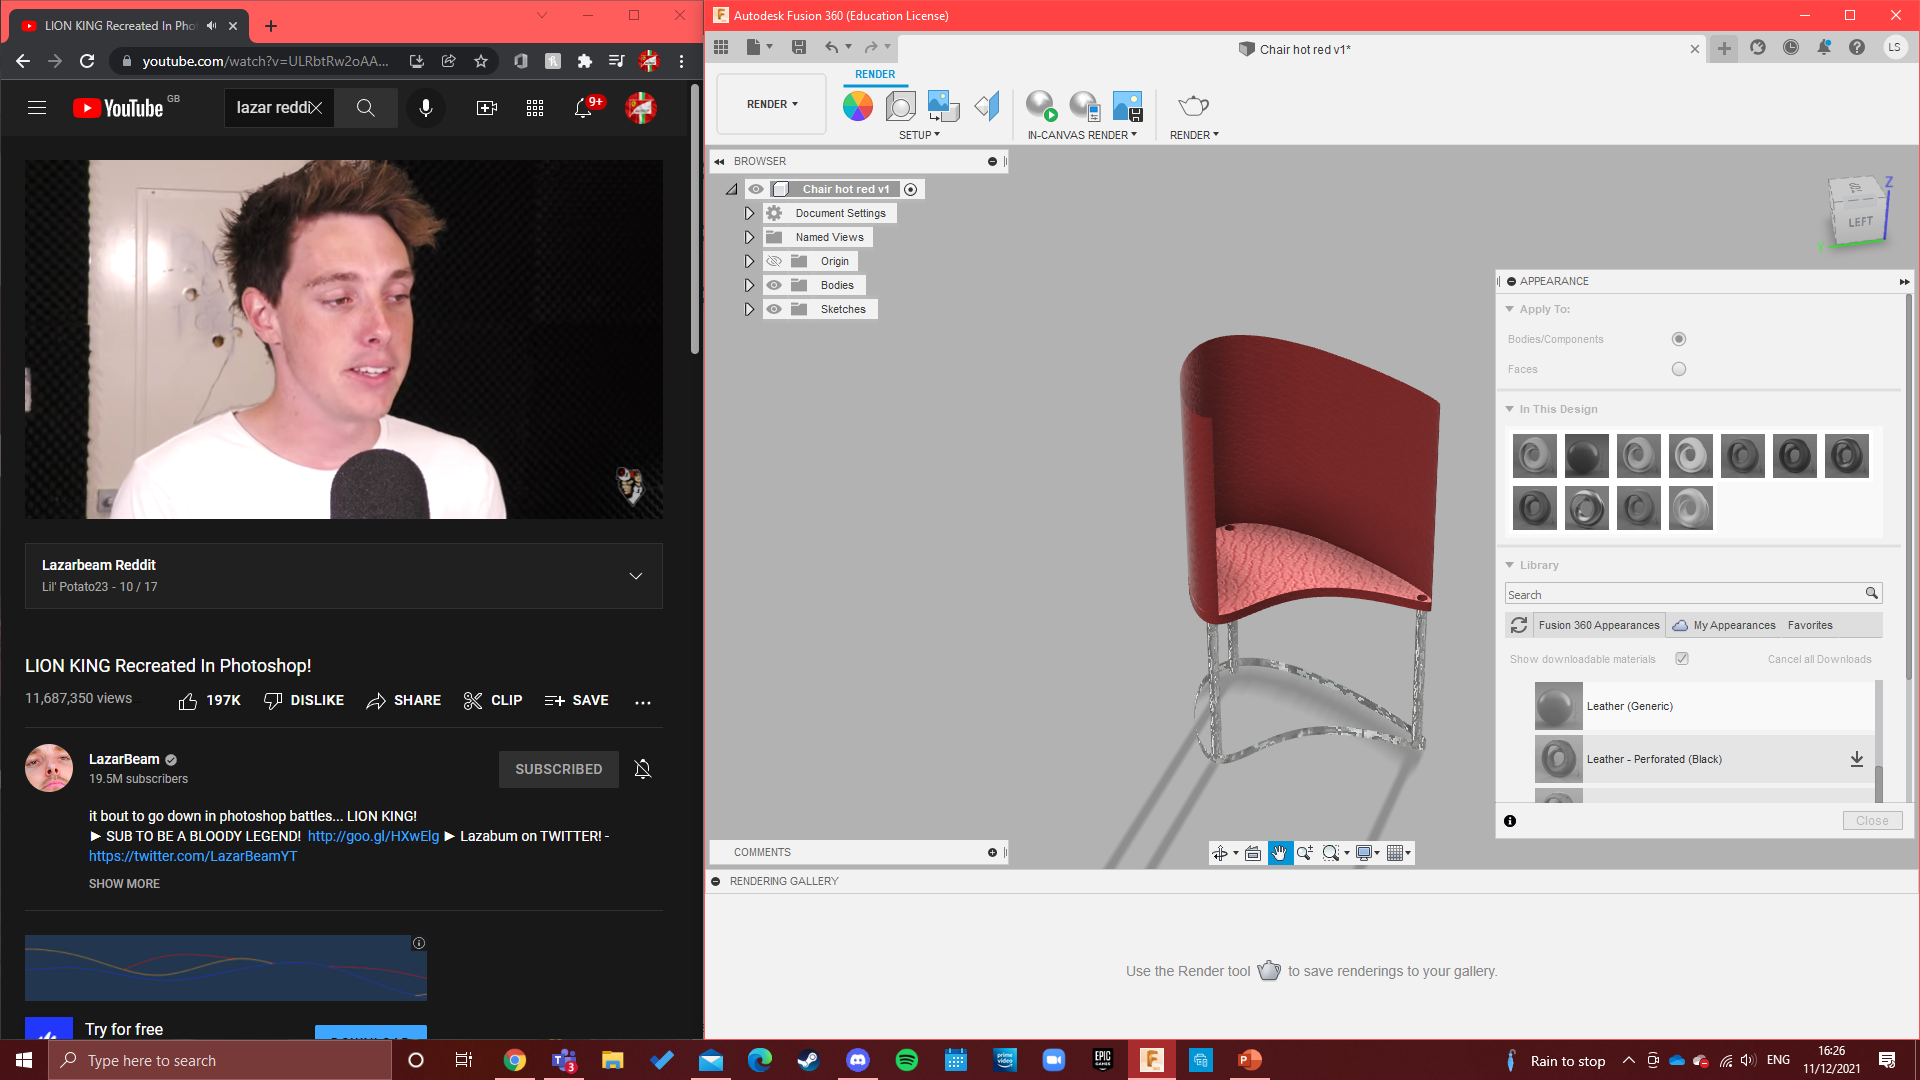 LION KING Recreated In Phot
youtube.com/watch?v=ULRbtRw2oAA...
YouTube GB
lazar reddi
9+
Lazarbeam Reddit
Lil' Potato23 - 10 / 17
LION KING Recreated In Photoshop!
11,687,350 views
197K
DISLIKE
SHARE
CLIP
SAVE
LazarBeam
19.5M subscribers
SUBSCRIBED
it bout to go down in photoshop battles... LION KING!
► SUB TO BE A BLOODY LEGEND! http://goo.gl/HXwElg ► Lazabum on TWITTER! -
https://twitter.com/LazarBeamYT
SHOW MORE
Try for free
Autodesk Fusion 360 (Education License)
Chair hot red v1*
LS
RENDER
RENDER
SETUP
IN-CANVAS RENDER
RENDER
BROWSER
Chair hot red v1
Document Settings
Named Views
Origin
Bodies
Sketches
Z
LEFT
Y
APPEARANCE
Apply To:
Bodies/Components
Faces
In This Design
Library
Search
Fusion 360 Appearances
My Appearances
Favorites
Show downloadable materials
Cancel all Downloads
Leather (Generic)
Leather - Perforated (Black)
Close
COMMENTS
RENDERING GALLERY
Use the Render tool to save renderings to your gallery.
Type here to search
3
prime video
EPIC GAMES
F
P
Rain to stop
ENG
16:26
11/12/2021